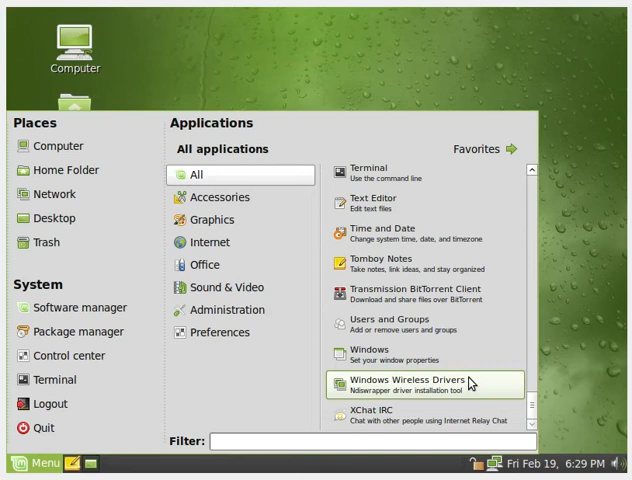 Computer
Places
Computer
Home Folder
Network
Desktop
Trash
System
Software manager
Package manager
Control center
Terminal
Logout
Quit
Applications
All applications
Favorites
All
Accessories
Graphics
Internet
Office
Sound & Video
Administration
Preferences
Terminal
Use the command line
Text Editor
Edit text files
Time and Date
Change system time, date, and timezone
Tomboy Notes
Take notes, link ideas, and stay organized
Transmission BitTorrent Client
Download and share files over BitTorrent
Users and Groups
Add or remove users and groups
Windows
Set your window properties
Windows Wireless Drivers
Ndiswrapper driver installation tool
XChat IRC
Chat with other people using Internet Relay Chat
Filter:
Menu
Fri Feb 19, 6:29 PM